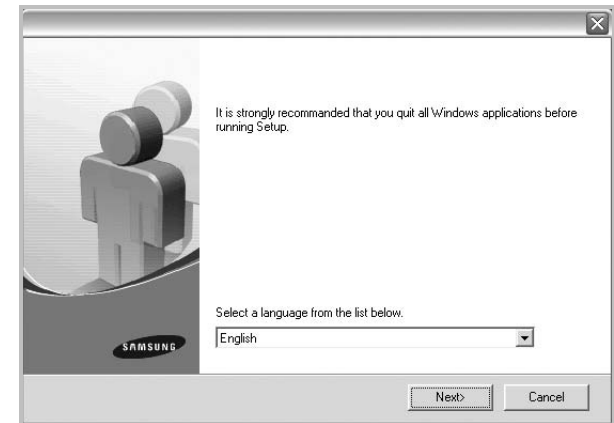 It is strongly recommanded that you quit all Windows applications before
running Setup.
Select a language from the list below.
English
SAMSUNG
Next>
Cancel